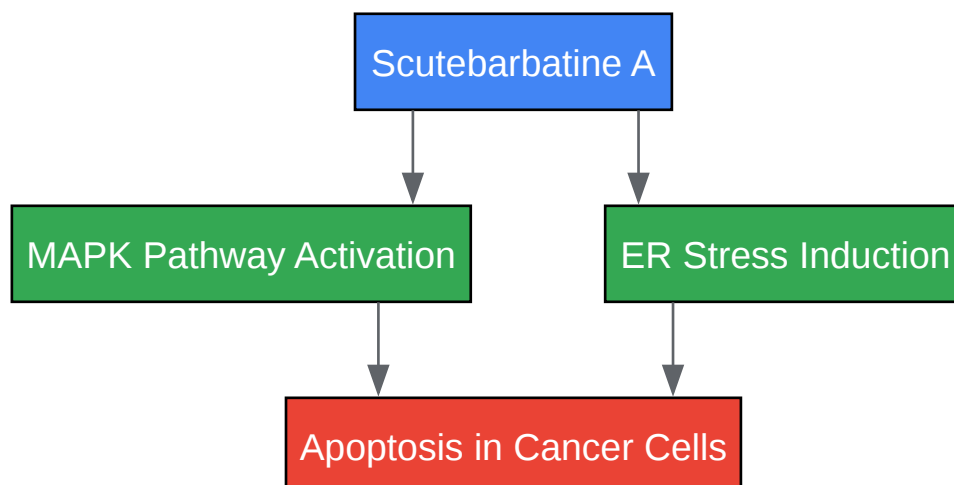 Scutebarbatine A
MAPK Pathway Activation
ER Stress Induction
Apoptosis in Cancer Cells